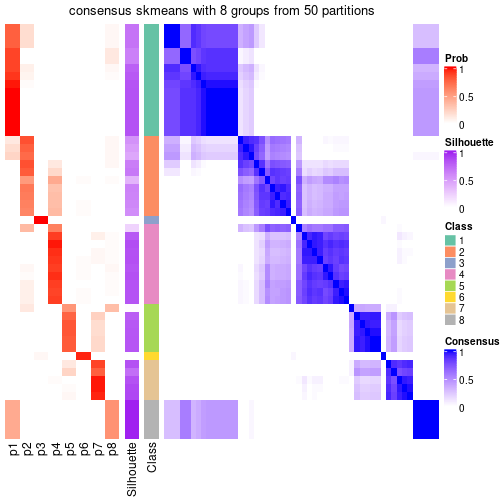 consensus skmeans with 8 groups from 50 partitions
Prob
1
0.5
0
Silhouette
1
0.5
0
Class
1
2
3
4
5
6
7
8
Consensus
1
0.5
0
p1
p2
p3
p4
p5
p6
p7
p8
Silhouette
Class